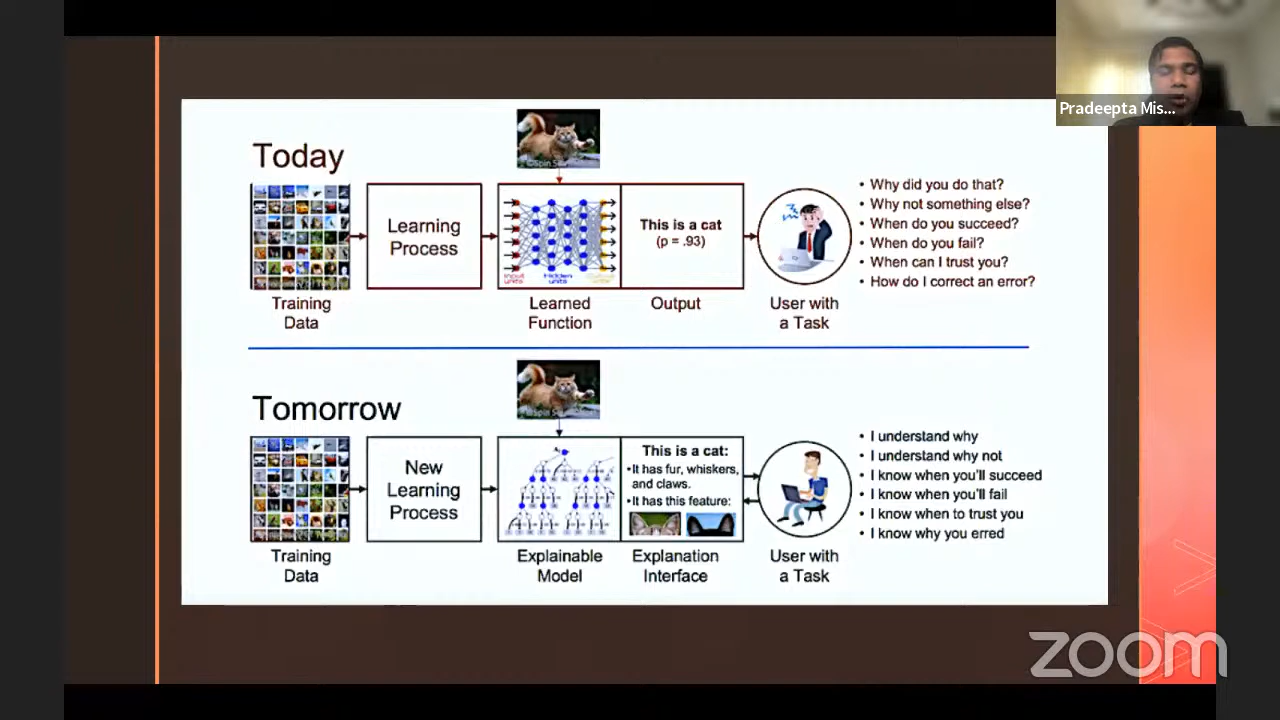 Pradeepta Mis...
Today
Learning
Process
This is a cat
(p = .93)
• Why did you do that?
• Why not something else?
• When do you succeed?
• When do you fail?
• When can I trust you?
• How do I correct an error?
Input
units
Hidden
units
Training
Data
Learned
Function
Output
User with
a Task
Tomorrow
New
Learning
Process
This is a cat:
•It has fur, whiskers,
and claws.
•It has this feature:
• I understand why
• I understand why not
• I know when you'll succeed
• I know when you'll fail
• I know when to trust you
• I know why you erred
Training
Data
Explainable
Model
Explanation
Interface
User with
a Task
zoom